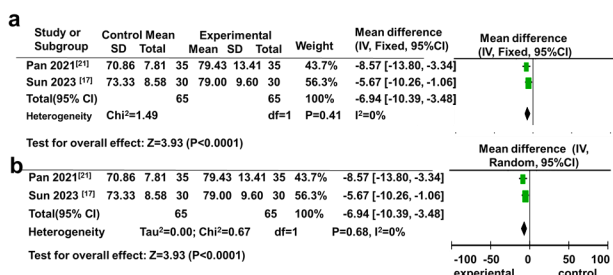 a
Study or Subgroup Control Mean SD Total Experimental Mean SD Total Weight Mean difference (IV, Fixed, 95%CI) Mean difference (IV, Fixed, 95%CI)
Pan 2021[21] 70.86 7.81 35 79.43 13.41 35 43.7% -8.57 [-13.80, -3.34]
Sun 2023 [17] 73.33 8.58 30 79.00 9.60 30 56.3% -5.67 [-10.26, -1.06]
Total(95% CI) 65 65 100% -6.94 [-10.39, -3.48]
Heterogeneity Chi²=1.49 df=1 P=0.41 I²=0%
Test for overall effect: Z=3.93 (P<0.0001)
b
Mean difference (IV, Random, 95%CI)
Pan 2021[21] 70.86 7.81 35 79.43 13.41 35 43.7% -8.57 [-13.80, -3.34]
Sun 2023 [17] 73.33 8.58 30 79.00 9.60 30 56.3% -5.67 [-10.26, -1.06]
Total(95% CI) 65 65 100% -6.94 [-10.39, -3.48]
Heterogeneity Tau²=0.00; Chi²=0.67 df=1 P=0.68, I²=0%
Test for overall effect: Z=3.93 (P<0.0001)
-100 -50 0 50 100
experiental control